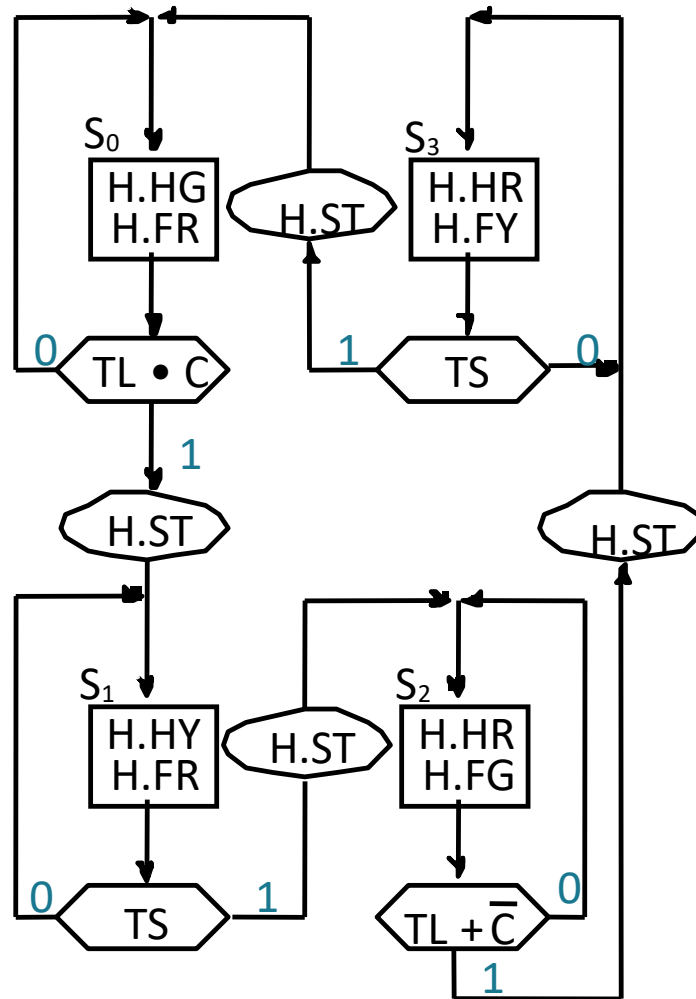 S₀
H.HG
H.FR
H.ST
S₃
H.HR
H.FY
0
TL • C
1
TS
0
1
H.ST
H.ST
S₁
H.HY
H.FR
H.ST
S₂
H.HR
H.FG
0
TS
1
TL + C̅
0
1